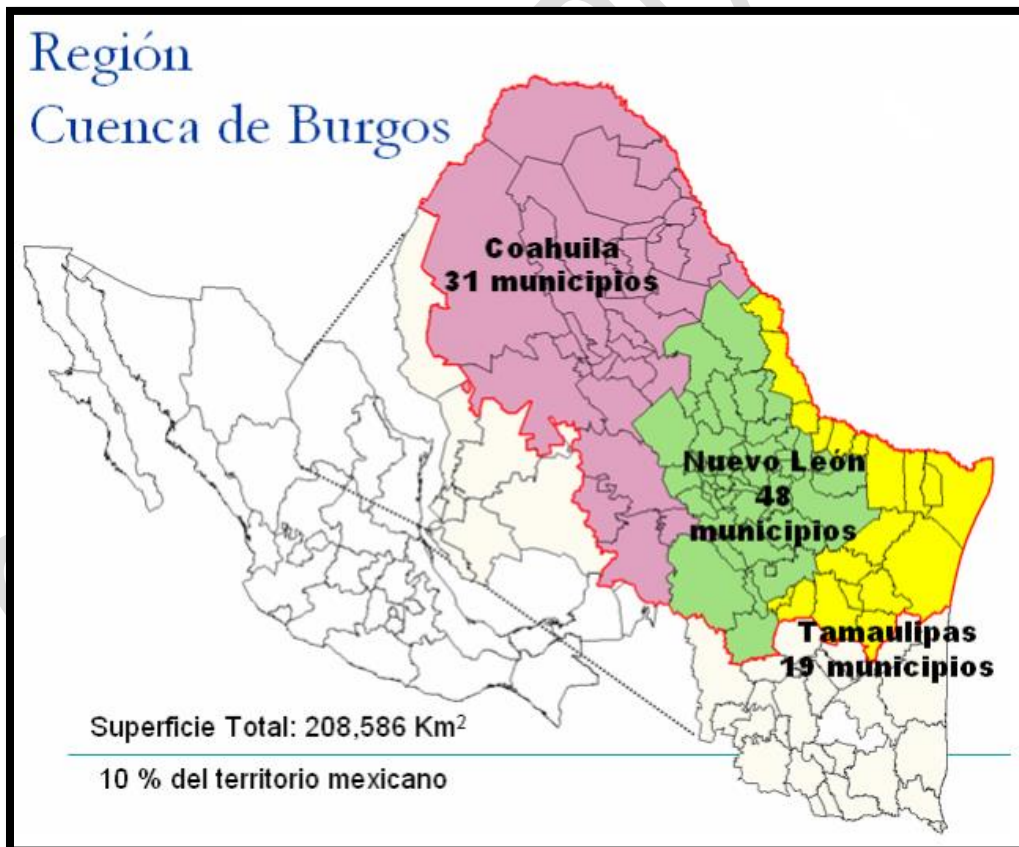 Región
Cuenca de Burgos
Coahuila
31 municipios
Nuevo León
48
municipios
Tamaulipas
19 municipios
Superficie Total: 208,586 Km²
10 % del territorio mexicano